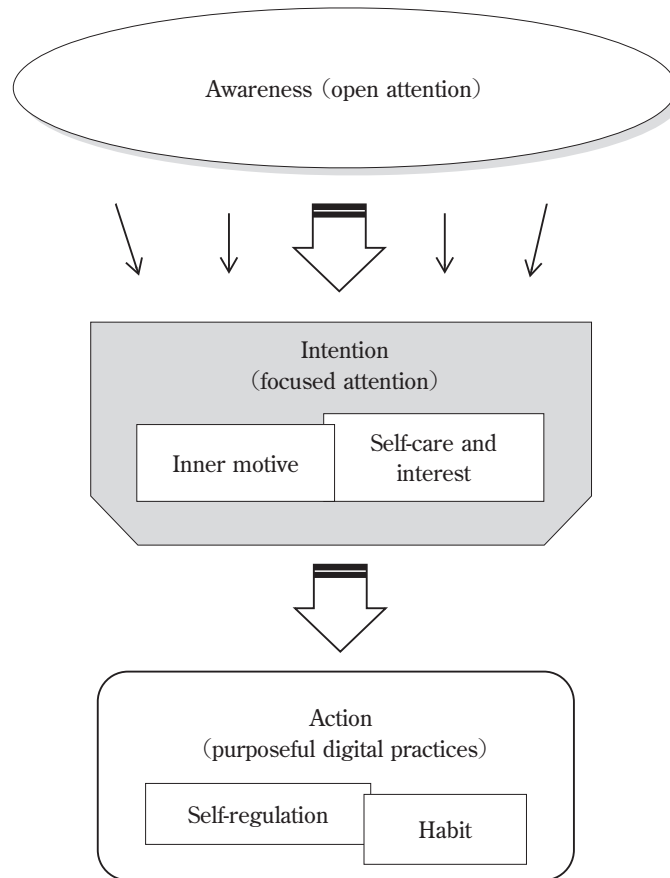 Awareness (open attention)
Intention
(focused attention)
Inner motive
Self-care and
interest
Action
(purposeful digital practices)
Self-regulation
Habit